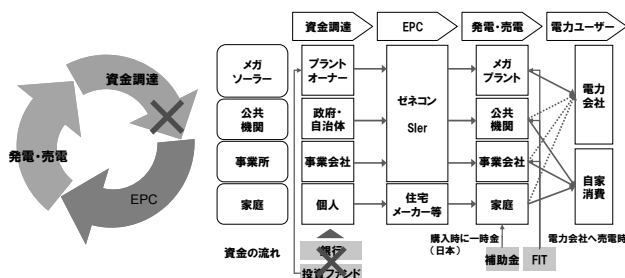 資金調達
発電・売電
EPC
資金調達
EPC
発電・売電
電力ユーザー
メガ
ソーラー
プラント
オーナー
ゼネコン
SIer
メガ
プラント
電力
会社
公共
機関
政府・
自治体
公共
機関
事業所
事業会社
事業会社
自家
消費
家庭
個人
住宅
メーカー等
家庭
資金の流れ
銀行
投資ファンド
購入時に一時金
(日本)
補助金
FIT
電力会社へ売電時